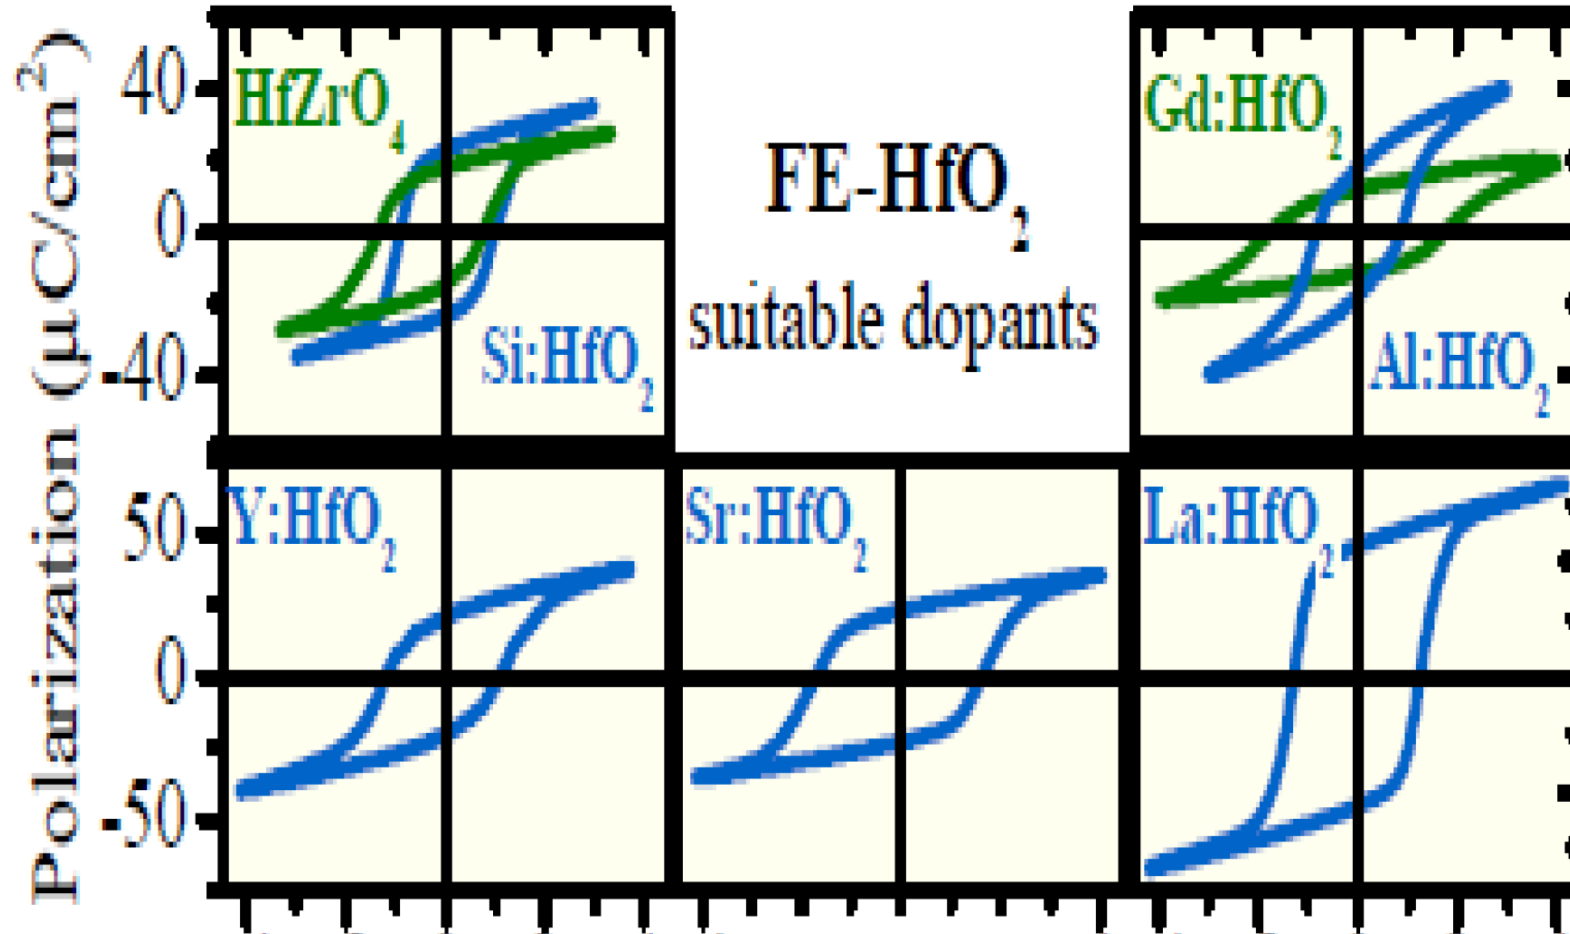 Polarization (µC/cm²)
40
0
-40
HfZrO₄
Si:HfO₂
FE-HfO₂
suitable dopants
Gd:HfO₂
Al:HfO₂
50
0
-50
Y:HfO₂
Sr:HfO₂
La:HfO₂